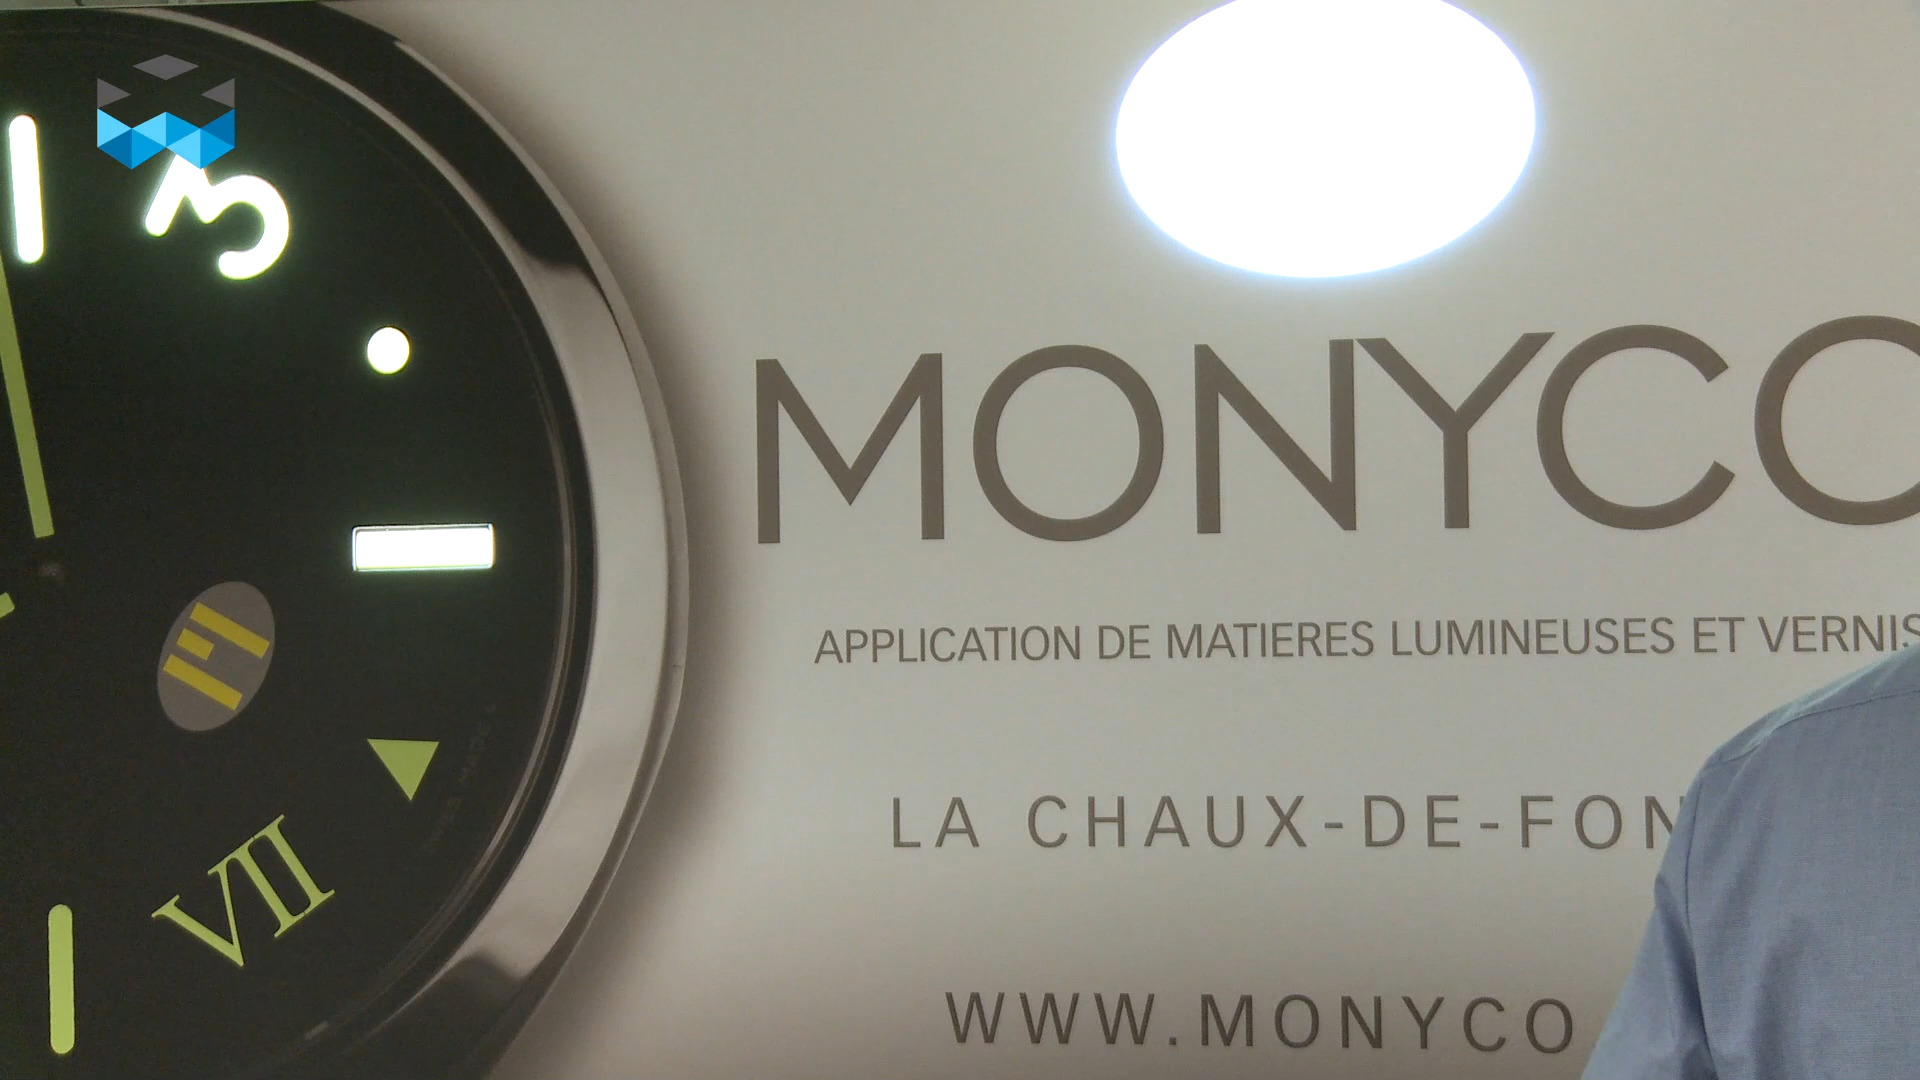 3
MONYCO
APPLICATION DE MATIERES LUMINEUSES ET VERNIS
LA CHAUX-DE-FON
VII
WWW.MONYCO